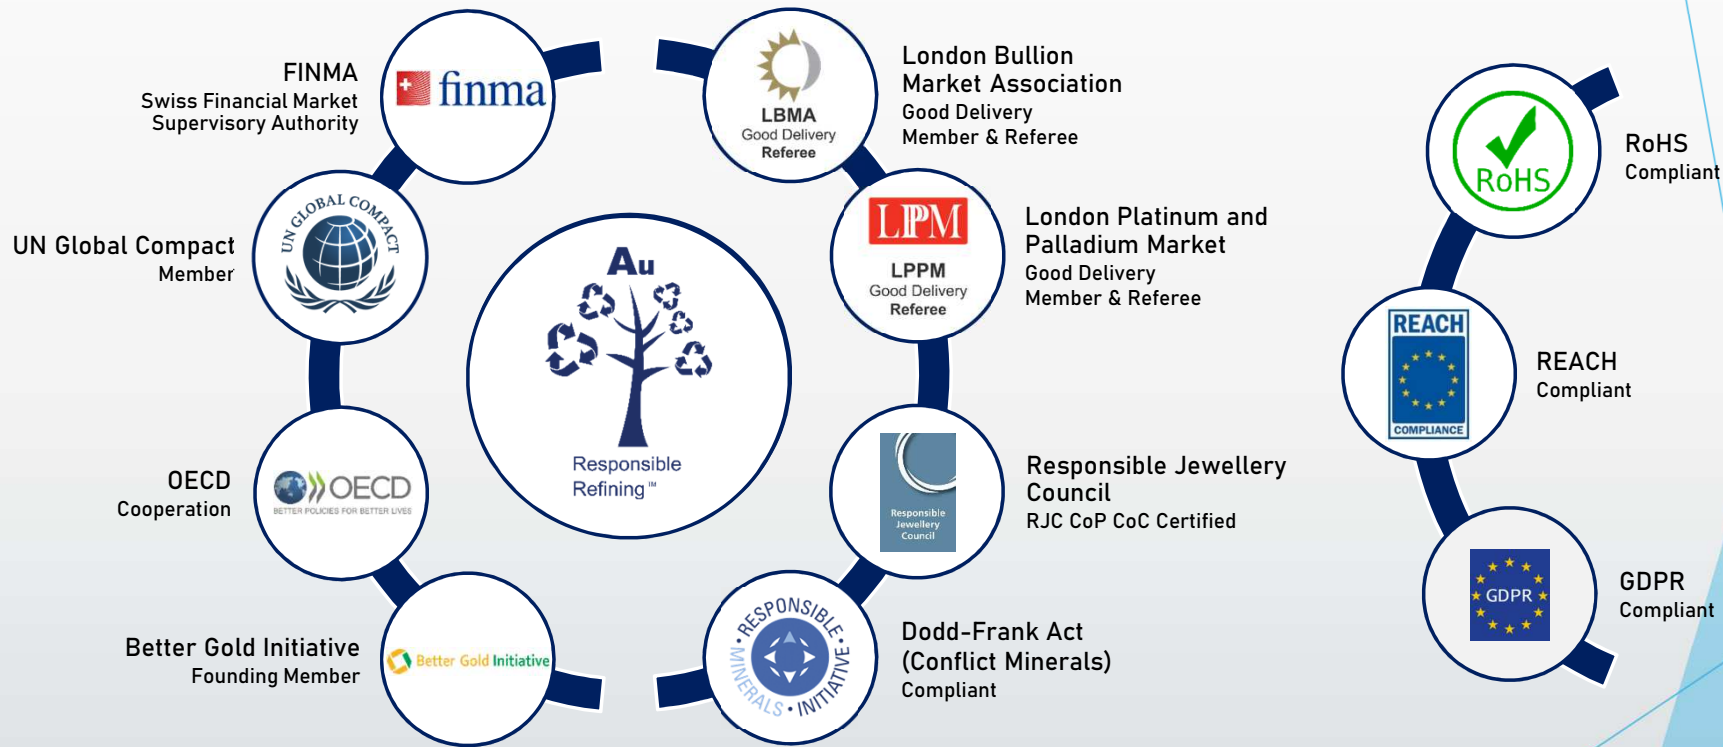 FINMA
Swiss Financial Market
Supervisory Authority
finma
UN Global Compact
Member
UN GLOBAL COMPACT
OECD
Cooperation
OECD
BETTER POLICIES FOR BETTER LIVES
Better Gold Initiative
Founding Member
Better Gold Initiative
Au
Responsible
Refining™
LBMA
Good Delivery
Referee
London Bullion
Market Association
Good Delivery
Member & Referee
LPPM
LPPM
Good Delivery
Referee
London Platinum and
Palladium Market
Good Delivery
Member & Referee
Responsible
Jewellery
Council
Responsible Jewellery
Council
RJC CoP CoC Certified
RESPONSIBLE · MINERALS · INITIATIVE ·
Dodd-Frank Act
(Conflict Minerals)
Compliant
RoHS
RoHS
Compliant
REACH
COMPLIANCE
REACH
Compliant
GDPR
GDPR
Compliant